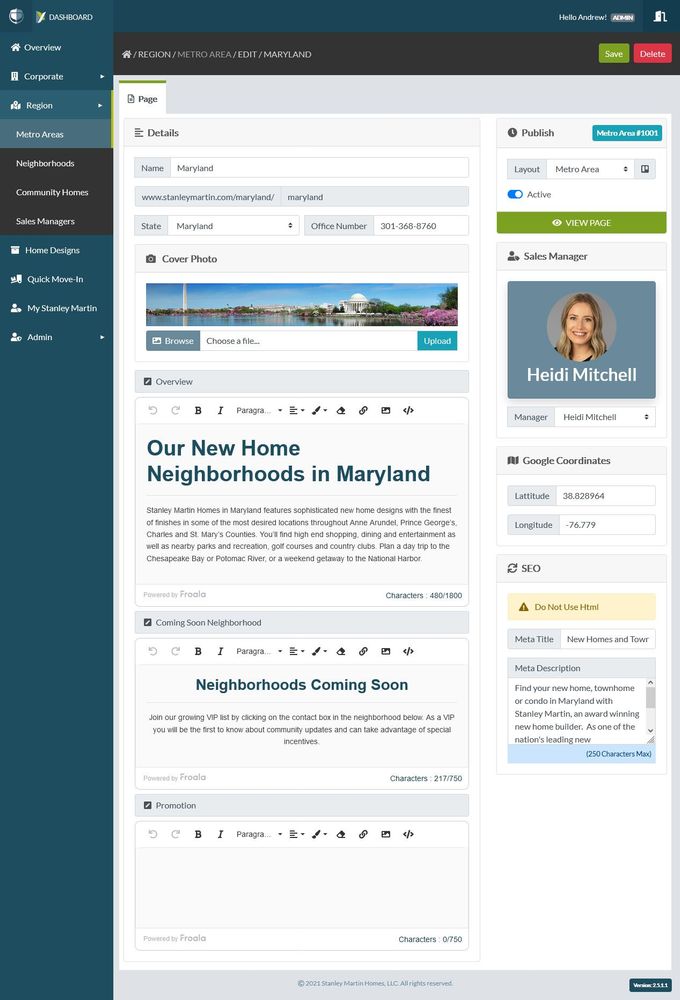 DASHBOARD
Hello Andrew! ADMIN
Overview
Corporate
Region
Metro Areas
Neighborhoods
Community Homes
Sales Managers
Home Designs
Quick Move-In
My Stanley Martin
Admin
/ REGION / METRO AREA / EDIT / MARYLAND
Save
Delete
Page
Details
Name
Maryland
www.stanleymartin.com/maryland/
maryland
State
Maryland
Office Number
301-368-8760
Cover Photo
Browse
Choose a file...
Upload
Overview
B I Paragra...
Our New Home
Neighborhoods in Maryland
Stanley Martin Homes in Maryland features sophisticated new home designs with the finest
of finishes in some of the most desired locations throughout Anne Arundel, Prince George's,
Charles and St. Mary's Counties. You'll find high end shopping, dining and entertainment as
well as nearby parks and recreation, golf courses and country clubs. Plan a day trip to the
Chesapeake Bay or Potomac River, or a weekend getaway to the National Harbor.
Powered by Froala
Characters : 480/1800
Coming Soon Neighborhood
B I Paragra...
Neighborhoods Coming Soon
Join our growing VIP list by clicking on the contact box in the neighborhood below. As a VIP
you will be the first to know about community updates and can take advantage of special
incentives.
Powered by Froala
Characters : 217/750
Promotion
B I Paragra...
Powered by Froala
Characters : 0/750
Publish
Metro Area #1001
Layout
Metro Area
Active
VIEW PAGE
Sales Manager
Heidi Mitchell
Manager
Heidi Mitchell
Google Coordinates
Lattitude
38.828964
Longitude
-76.779
SEO
Do Not Use Html
Meta Title
New Homes and Towr
Meta Description
Find your new home, townhome
or condo in Maryland with
Stanley Martin, an award winning
new home builder. As one of the
nation's leading new
(250 Characters Max)
© 2021 Stanley Martin Homes, LLC. All rights reserved.
Version: 2.5.1.1